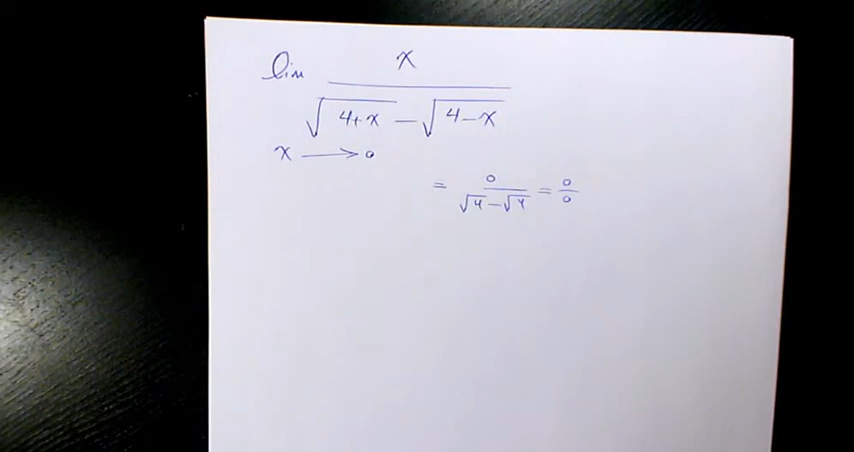 lim x / (√(4+x) − √(4−x))
x → 0
= 0 / (√4 − √4) = 0/0